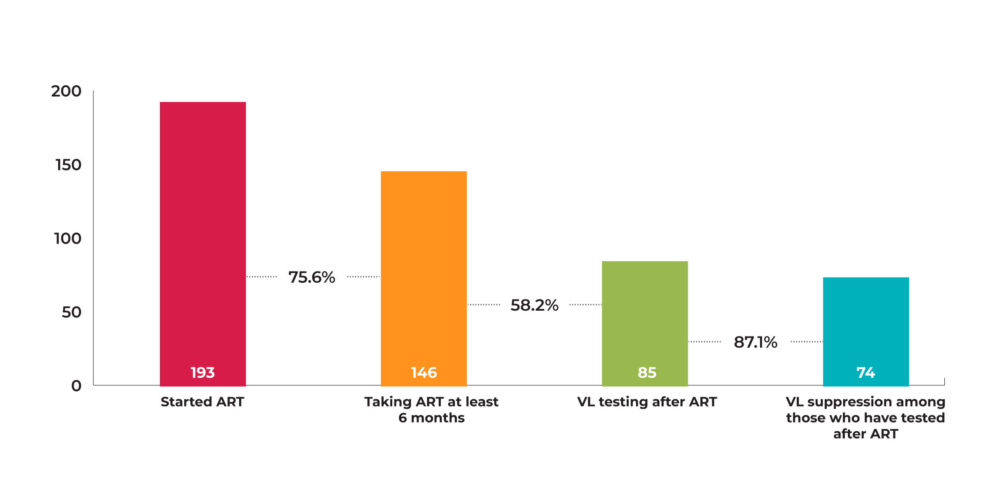 200
150
100
50
0
75.6%
58.2%
87.1%
193
146
85
74
Started ART
Taking ART at least
6 months
VL testing after ART
VL suppression among
those who have tested
after ART